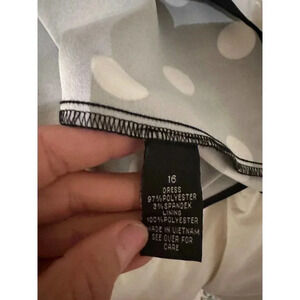 16
DRESS
97% POLYESTER
3% SPANDEX
LINING
100% POLYESTER
MADE IN VIETNAM
SEE OVER FOR
CARE